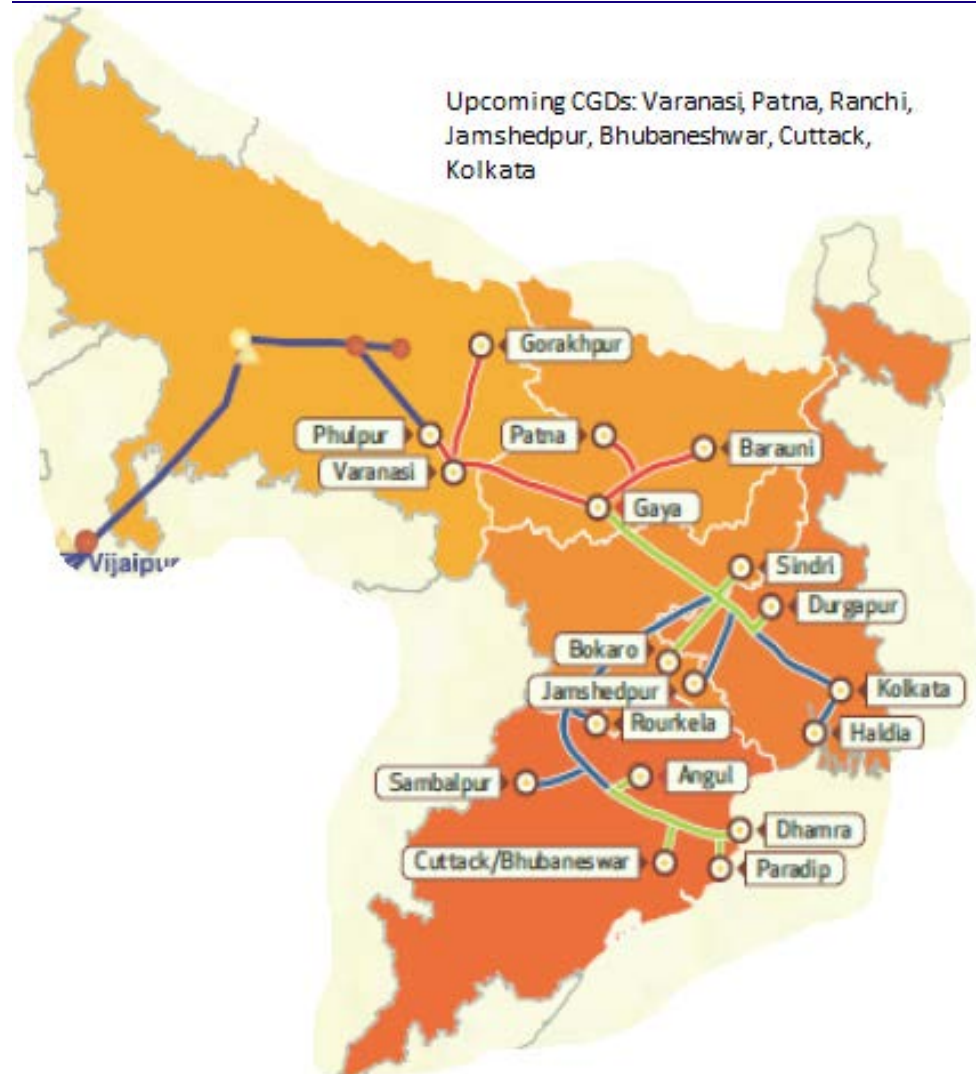 Upcoming CGDs: Varanasi, Patna, Ranchi,
Jamshedpur, Bhubaneshwar, Cuttack,
Kolkata
Gorakhpur
Phulpur
Patna
Barauni
Varanasi
Gaya
Vijaipur
Sindri
Durgapur
Bokaro
Jamshedpur
Kolkata
Rourkela
Haldia
Sambalpur
Angul
Dhamra
Cuttack/Bhubaneswar
Paradip